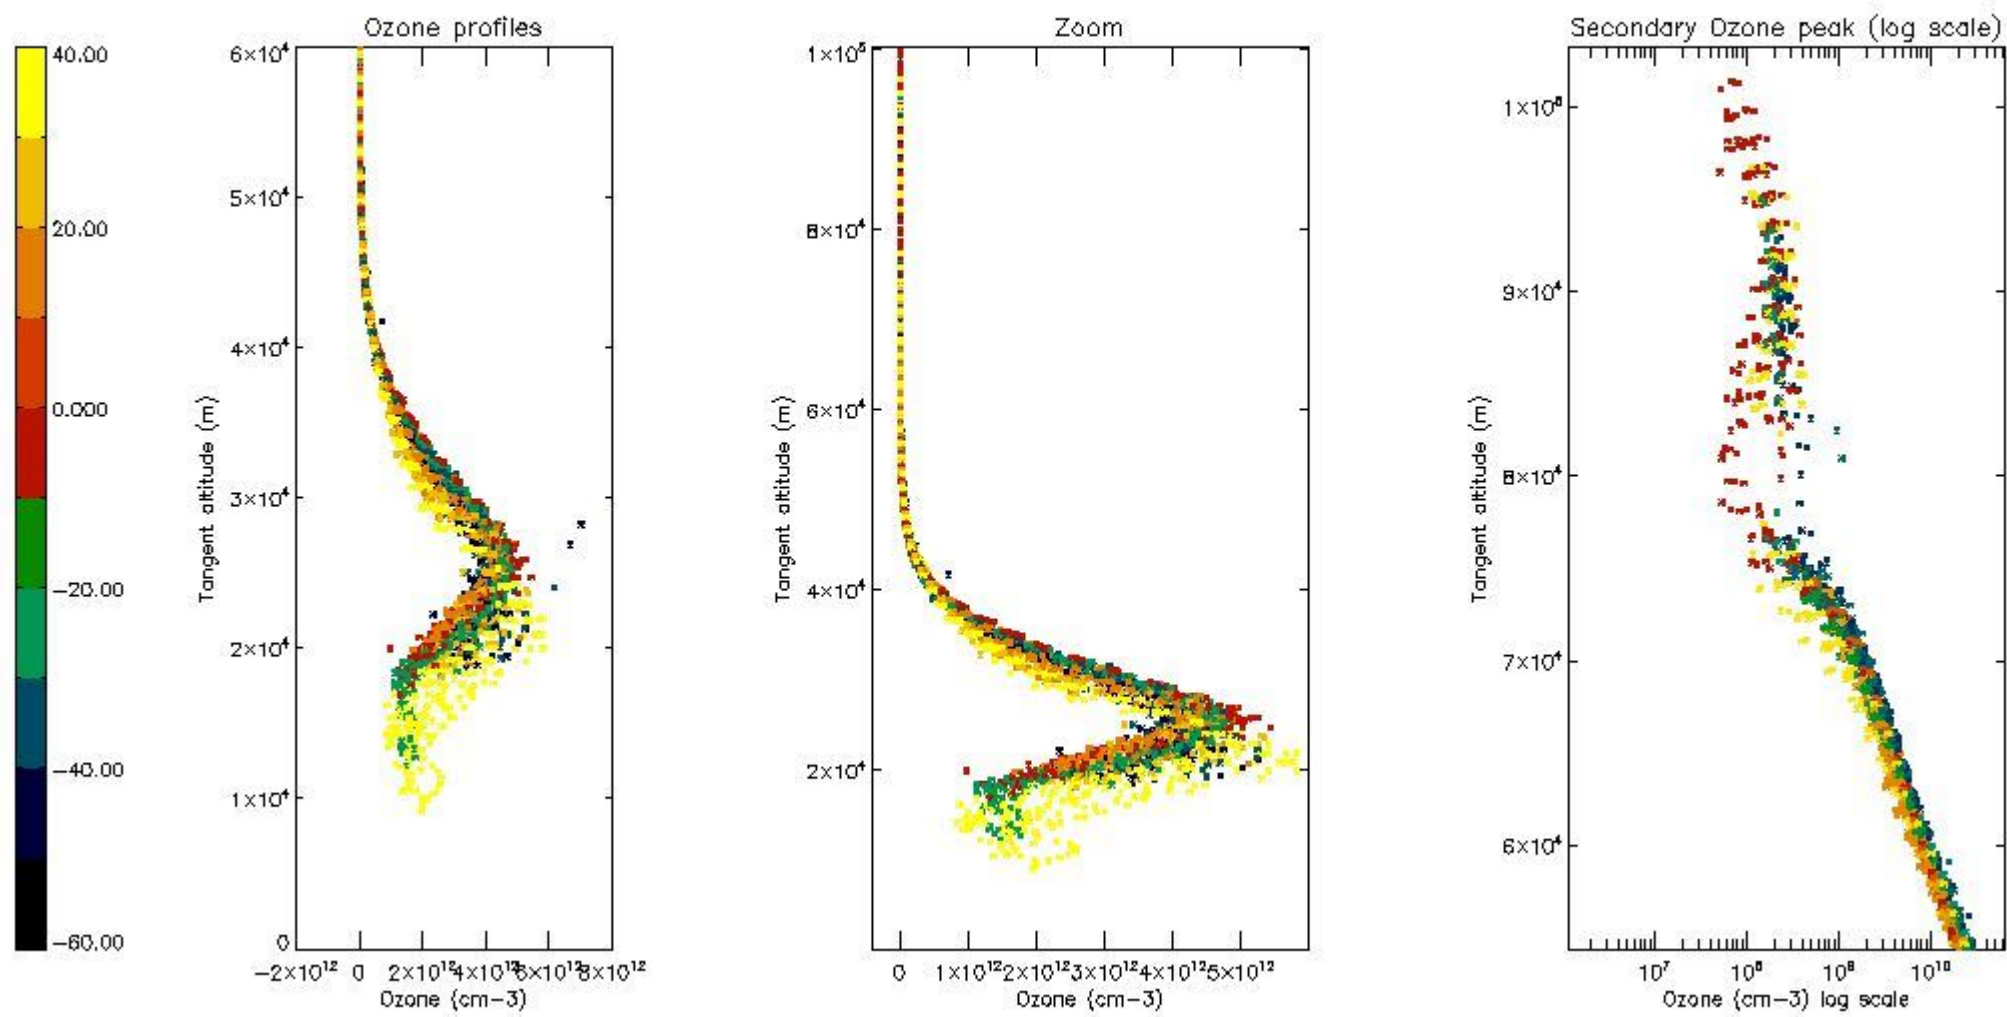 Ozone profiles
Zoom
Secondary Ozone peak (log scale)
40.00
20.00
0.000
-20.00
-40.00
-60.00
6×10⁴
5×10⁴
4×10⁴
3×10⁴
2×10⁴
1×10⁴
0
Tangent altitude (m)
-2×10¹² 0 2×10¹² 4×10¹² 6×10¹² 8×10¹²
Ozone (cm-3)
1×10⁵
8×10⁴
6×10⁴
4×10⁴
2×10⁴
Tangent altitude (m)
0 1×10¹² 2×10¹² 3×10¹² 4×10¹² 5×10¹²
Ozone (cm-3)
1×10⁵
9×10⁴
8×10⁴
7×10⁴
6×10⁴
Tangent altitude (m)
10⁷ 10⁸ 10⁹ 10¹⁰
Ozone (cm-3) log scale